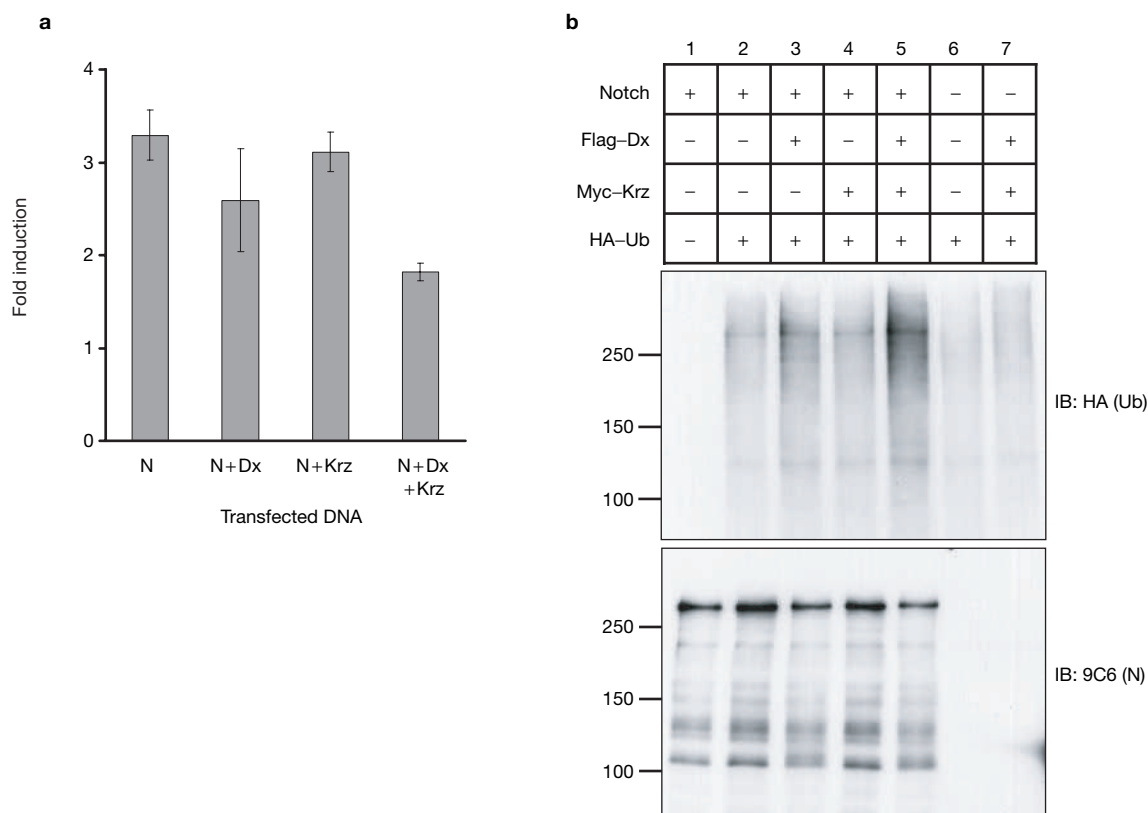 a
4
3
2
1
0
Fold induction
N
N+Dx
N+Krz
N+Dx
+Krz
Transfected DNA
b
1 2 3 4 5 6 7
Notch + + + + + – –
Flag–Dx – – + – + – +
Myc–Krz – – – + + – +
HA–Ub – + + + + + +
250
150
100
IB: HA (Ub)
250
150
100
IB: 9C6 (N)